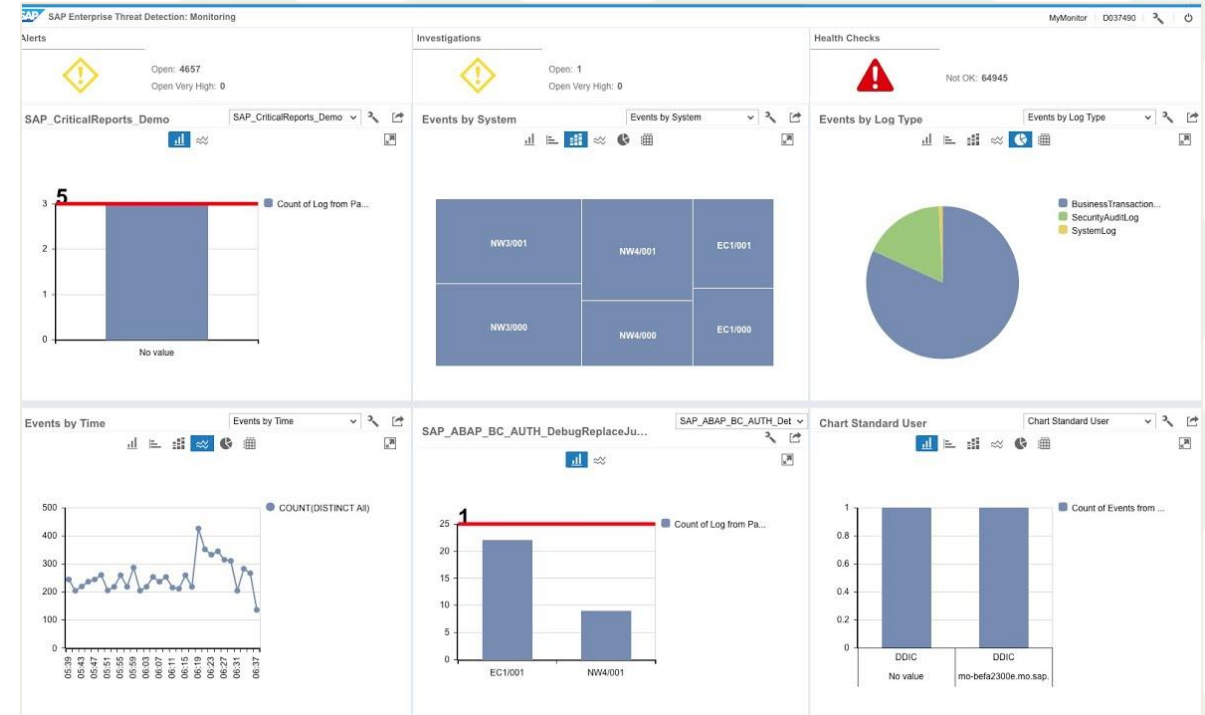 SAP SAP Enterprise Threat Detection: Monitoring
MyMonitor D037490
Alerts
Open: 4657
Open Very High: 0
Investigations
Open: 1
Open Very High: 0
Health Checks
Not OK: 64945
SAP_CriticalReports_Demo
SAP_CriticalReports_Demo
5
3
2
1
0
No value
Count of Log from Pa...
Events by System
Events by System
NW3/001
NW4/001
EC1/001
NW3/000
NW4/000
EC1/000
Events by Log Type
Events by Log Type
BusinessTransaction...
SecurityAuditLog
SystemLog
Events by Time
Events by Time
500
400
300
200
100
0
05:39
05:43
05:47
05:51
05:55
05:59
06:03
06:07
06:11
06:15
06:19
06:23
06:27
06:31
06:37
COUNT(DISTINCT All)
SAP_ABAP_BC_AUTH_DebugReplaceJu...
SAP_ABAP_BC_AUTH_Det
1
25
20
15
10
5
0
EC1/001
NW4/001
Count of Log from Pa...
Chart Standard User
Chart Standard User
1
0.8
0.6
0.4
0.2
0
DDIC
DDIC
No value
mo-befa2300e.mo.sap.
Count of Events from ...